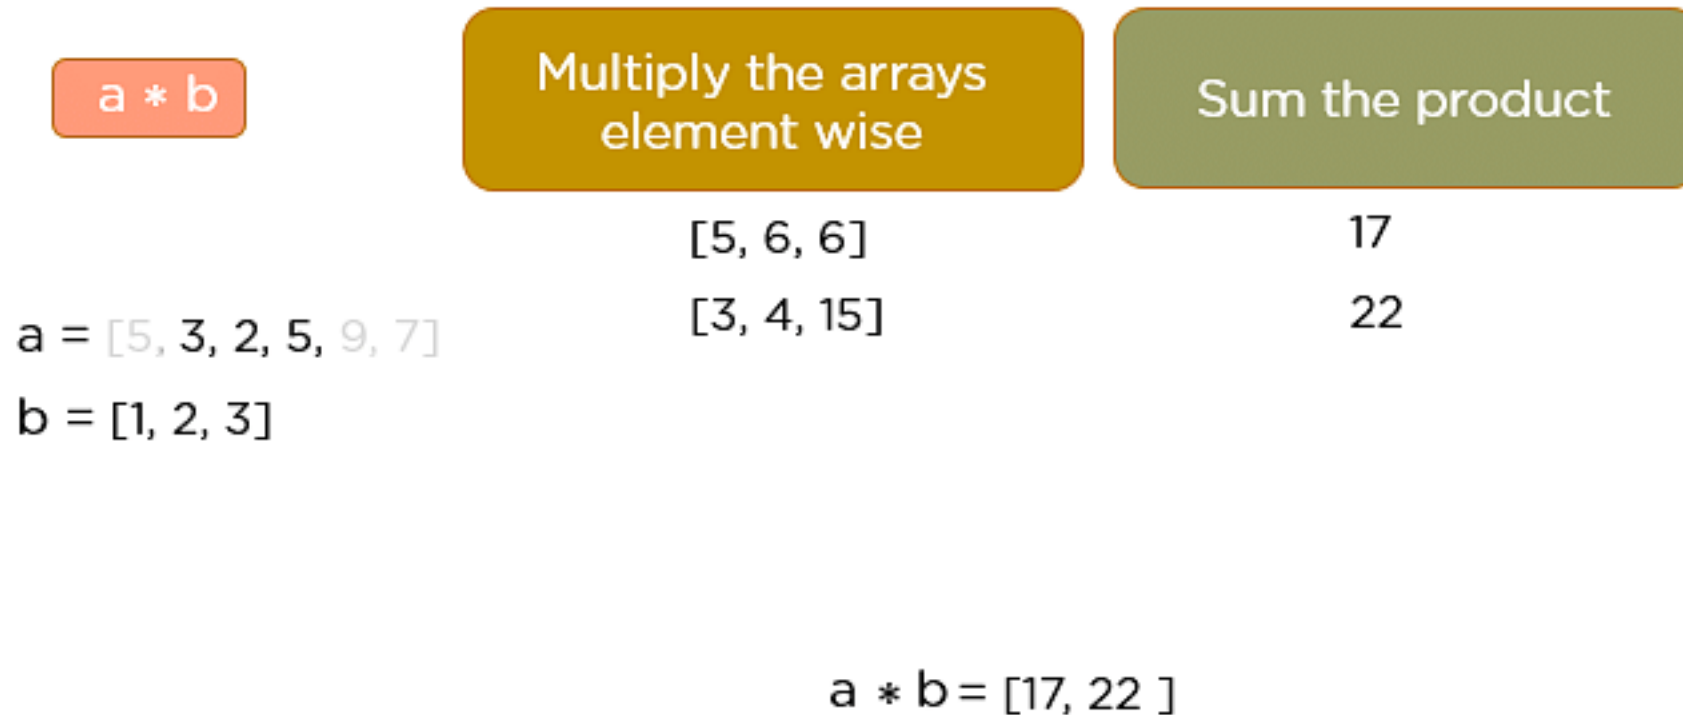 a * b
Multiply the arrays
element wise
Sum the product
[5, 6, 6]
17
[3, 4, 15]
22
a = [5, 3, 2, 5, 9, 7]
b = [1, 2, 3]
a * b = [17, 22 ]